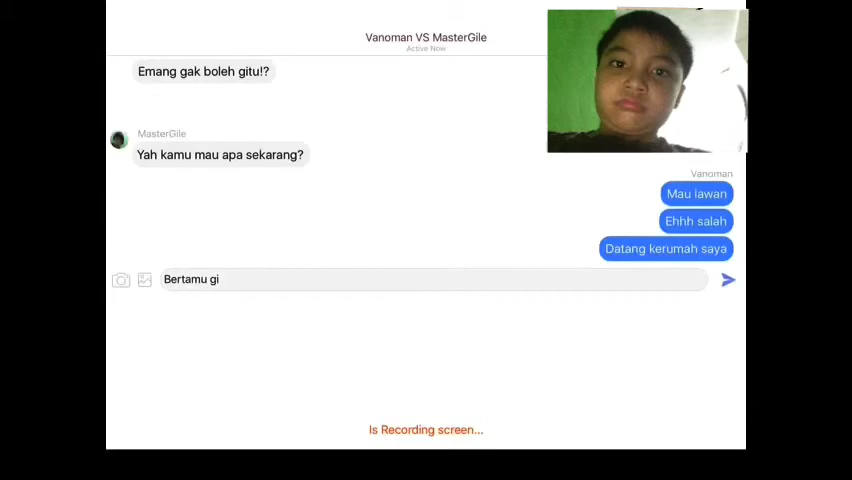 Vanoman VS MasterGile
Active Now
Emang gak boleh gitu!?
MasterGile
Yah kamu mau apa sekarang?
Vanoman
Mau lawan
Ehhh salah
Datang kerumah saya
Bertamu gi
Is Recording screen...